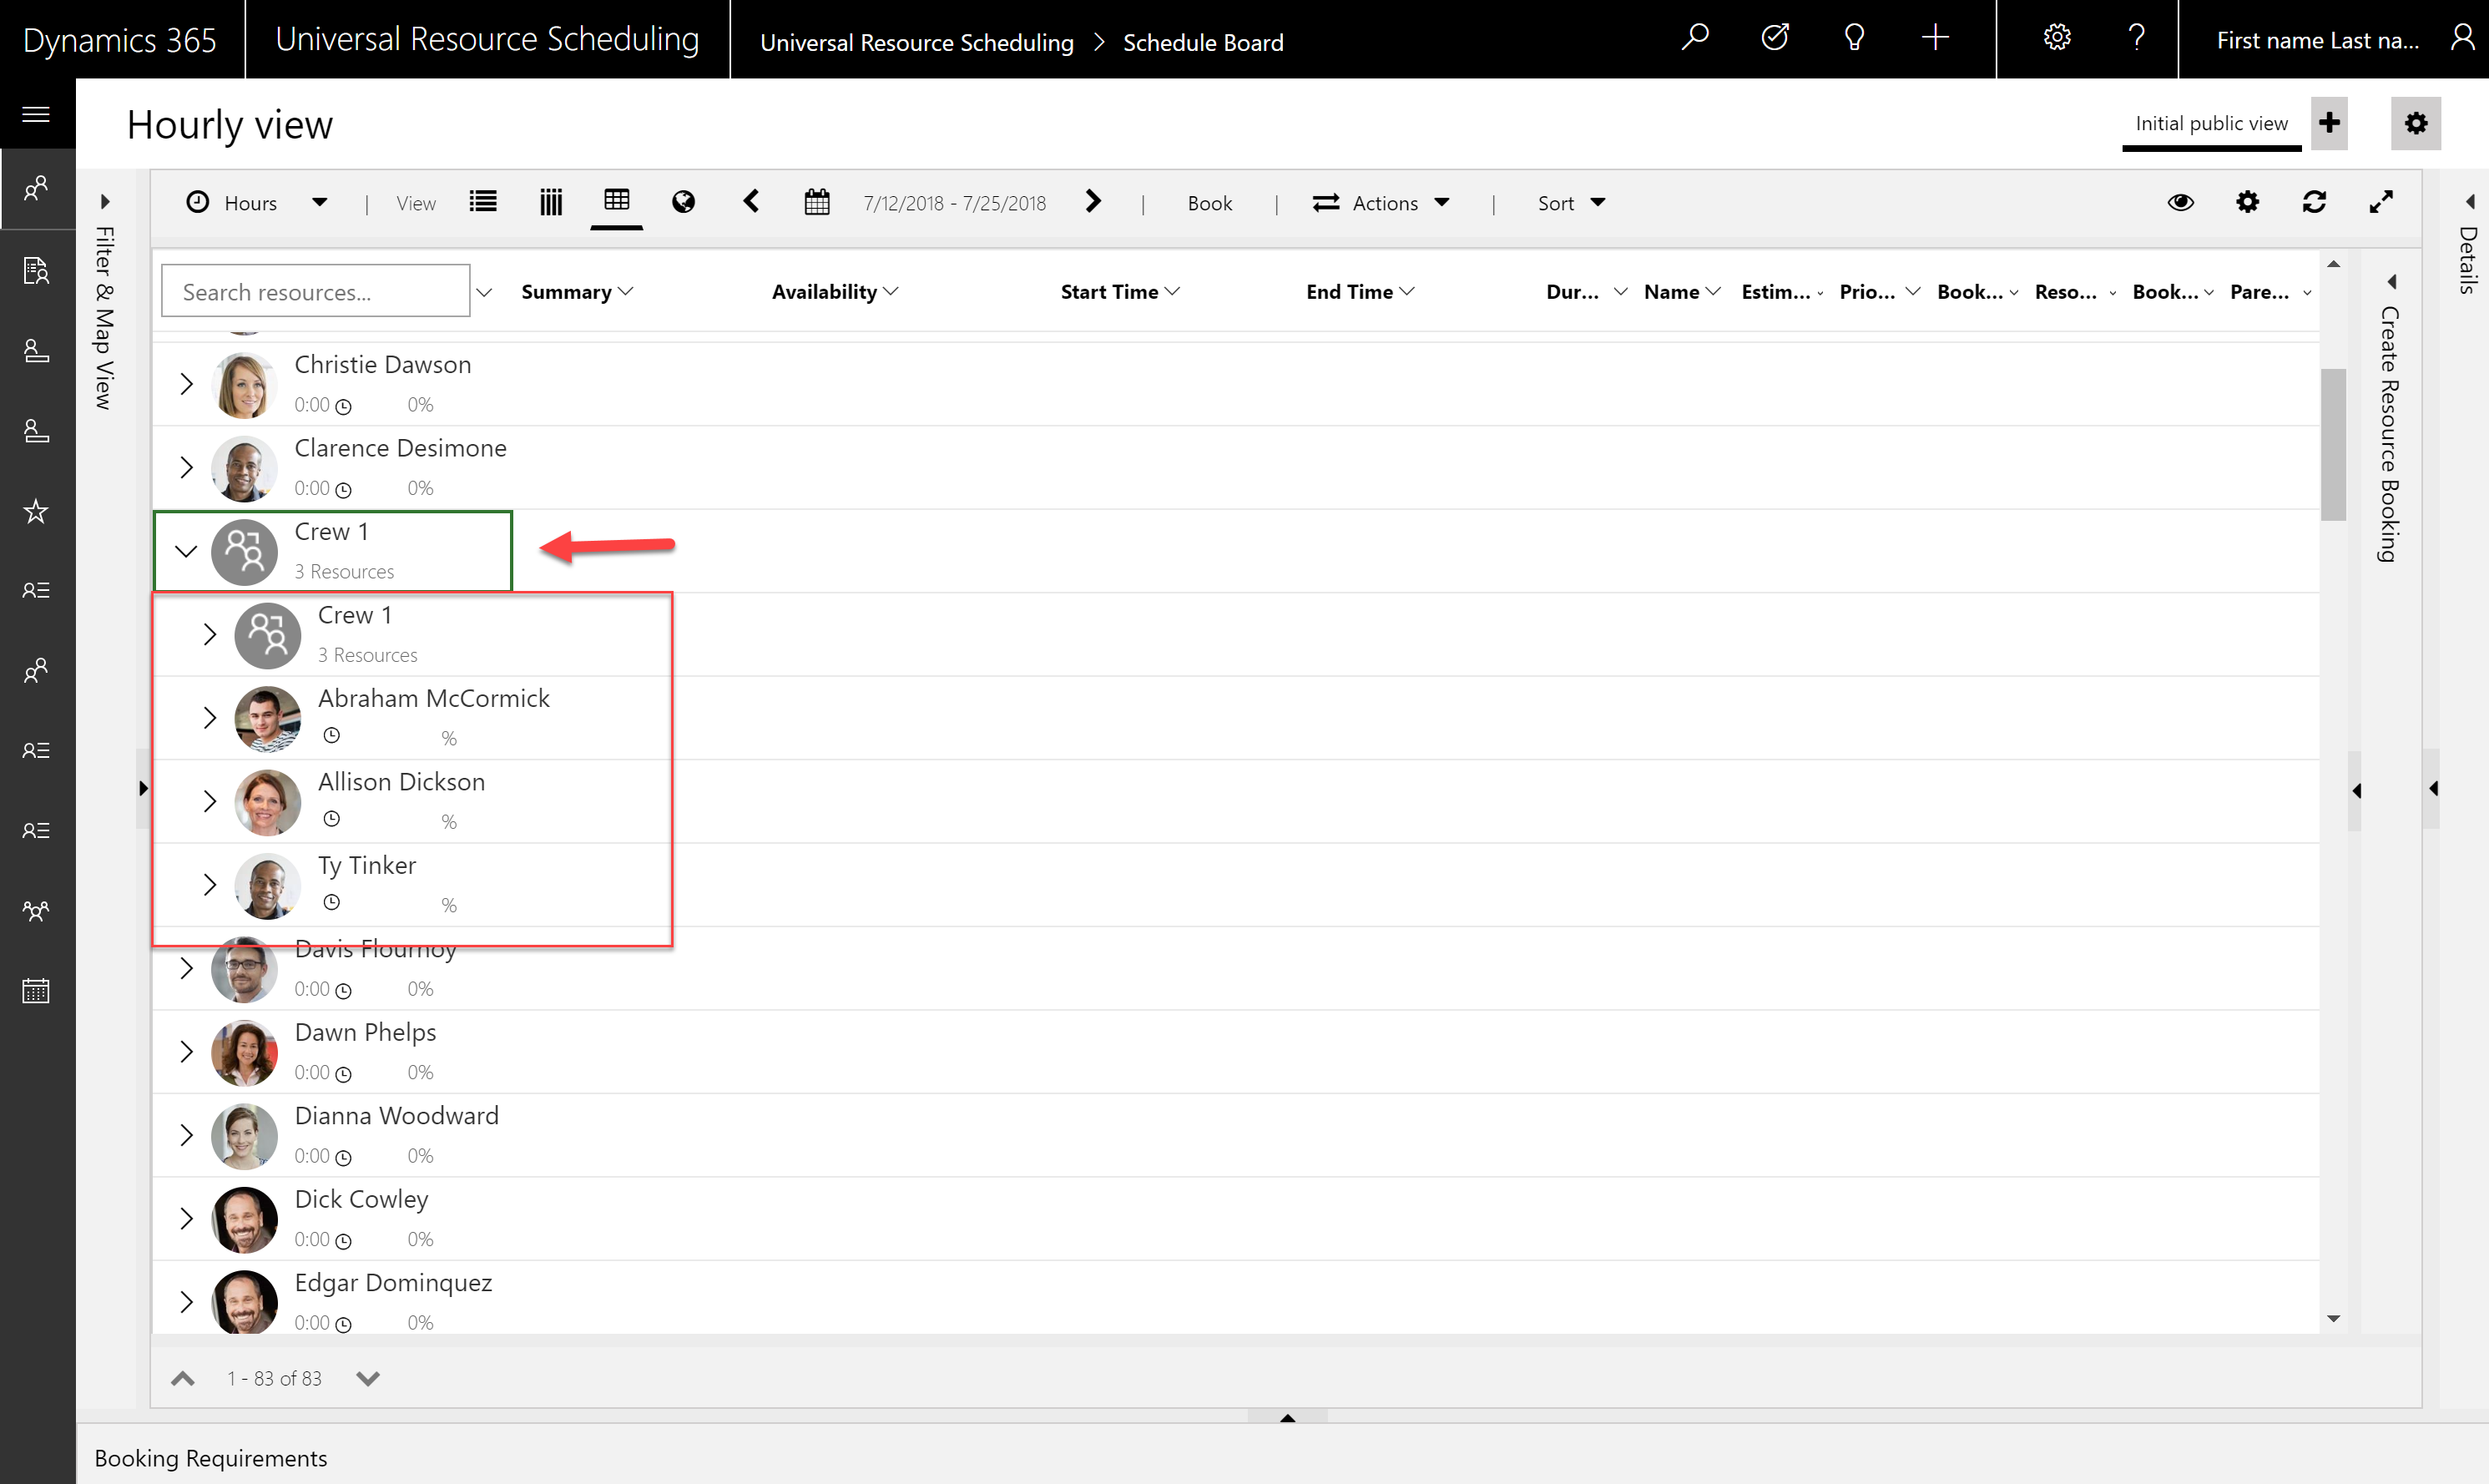 Dynamics 365
Universal Resource Scheduling
Universal Resource Scheduling > Schedule Board
First name Last na...
Hourly view
Initial public view
Hours
View
7/12/2018 - 7/25/2018
Book
Actions
Sort
Filter & Map View
Details
Create Resource Booking
Search resources...
Summary
Availability
Start Time
End Time
Dur...
Name
Estim...
Prio...
Book...
Reso...
Book...
Pare...
Christie Dawson
0:00 0%
Clarence Desimone
0:00 0%
Crew 1
3 Resources
Crew 1
3 Resources
Abraham McCormick
%
Allison Dickson
%
Ty Tinker
%
Davis Flournoy
0:00 0%
Dawn Phelps
0:00 0%
Dianna Woodward
0:00 0%
Dick Cowley
0:00 0%
Edgar Dominquez
0:00 0%
1 - 83 of 83
Booking Requirements